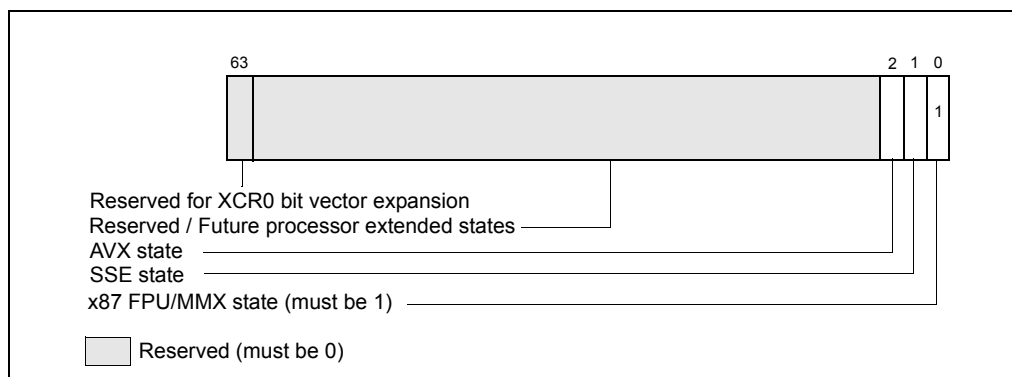 63 2 1 0
1
Reserved for XCR0 bit vector expansion
Reserved / Future processor extended states
AVX state
SSE state
x87 FPU/MMX state (must be 1)
Reserved (must be 0)